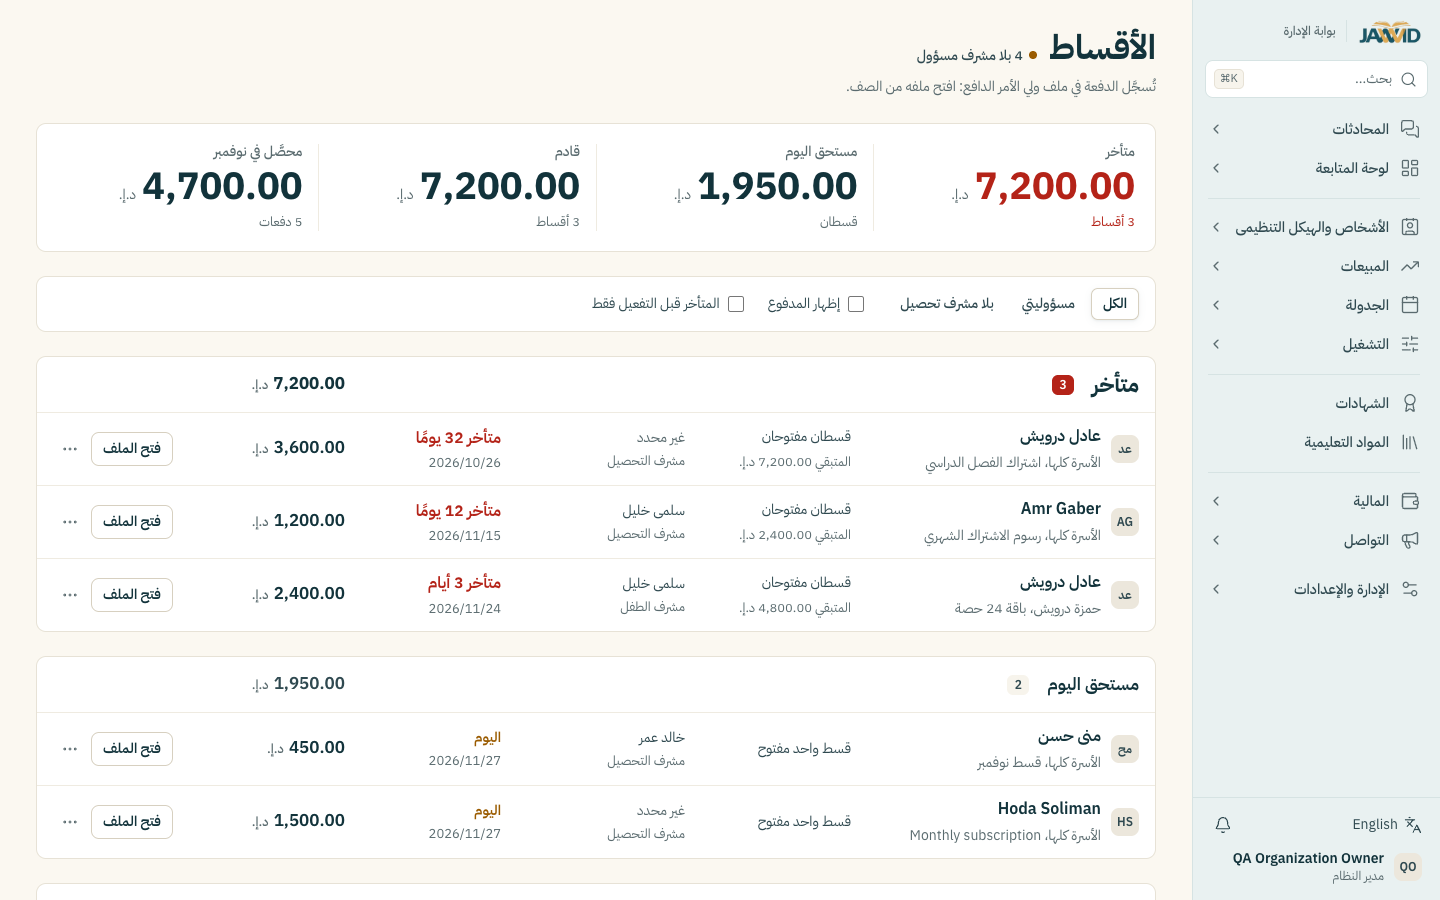 JAWWID
بوابة الإدارة
بحث...
⌘K
المحادثات
لوحة المتابعة
الأشخاص والهيكل التنظيمي
المبيعات
الجدولة
التشغيل
الشهادات
المواد التعليمية
المالية
التواصل
الإدارة والإعدادات
English
QA Organization Owner
QO
مدير النظام
الأقساط
4 بلا مشرف مسؤول
تُسجَّل الدفعة في ملف ولي الأمر الدافع: افتح ملفه من الصف.
متأخر
7,200.00 د.إ.
3 أقساط
مستحق اليوم
1,950.00 د.إ.
قسطان
قادم
7,200.00 د.إ.
3 أقساط
محصَّل في نوفمبر
4,700.00 د.إ.
5 دفعات
الكل مسؤوليتي بلا مشرف تحصيل إظهار المدفوع المتأخر قبل التفعيل فقط
متأخر 3 7,200.00 د.إ.
عد عادل درويش
الأسرة كلها، اشتراك الفصل الدراسي
قسطان مفتوحان
المتبقي 7,200.00 د.إ.
غير محدد
مشرف التحصيل
متأخر 32 يومًا
2026/10/26
3,600.00 د.إ.
فتح الملف
AG Amr Gaber
الأسرة كلها، رسوم الاشتراك الشهري
قسطان مفتوحان
المتبقي 2,400.00 د.إ.
سلمى خليل
مشرف التحصيل
متأخر 12 يومًا
2026/11/15
1,200.00 د.إ.
فتح الملف
عد عادل درويش
حمزة درويش، باقة 24 حصة
قسطان مفتوحان
المتبقي 4,800.00 د.إ.
سلمى خليل
مشرف الطفل
متأخر 3 أيام
2026/11/24
2,400.00 د.إ.
فتح الملف
مستحق اليوم 2 1,950.00 د.إ.
مح منى حسن
الأسرة كلها، قسط نوفمبر
قسط واحد مفتوح
خالد عمر
مشرف التحصيل
اليوم
2026/11/27
450.00 د.إ.
فتح الملف
HS Hoda Soliman
الأسرة كلها، Monthly subscription
قسط واحد مفتوح
غير محدد
مشرف التحصيل
اليوم
2026/11/27
1,500.00 د.إ.
فتح الملف